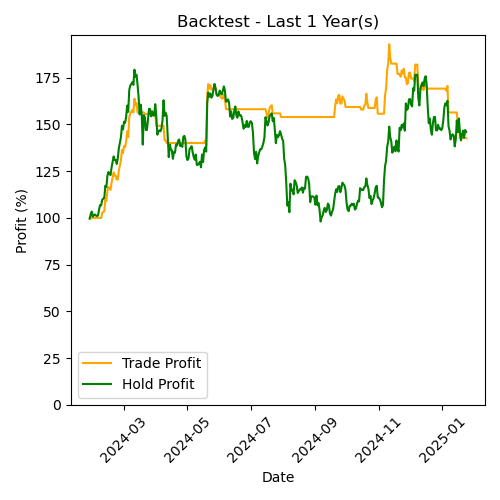 Backtest - Last 1 Year(s)
Profit (%)
175
150
125
100
75
50
25
0
Trade Profit
Hold Profit
2024-03
2024-05
2024-07
2024-09
2024-11
2025-01
Date